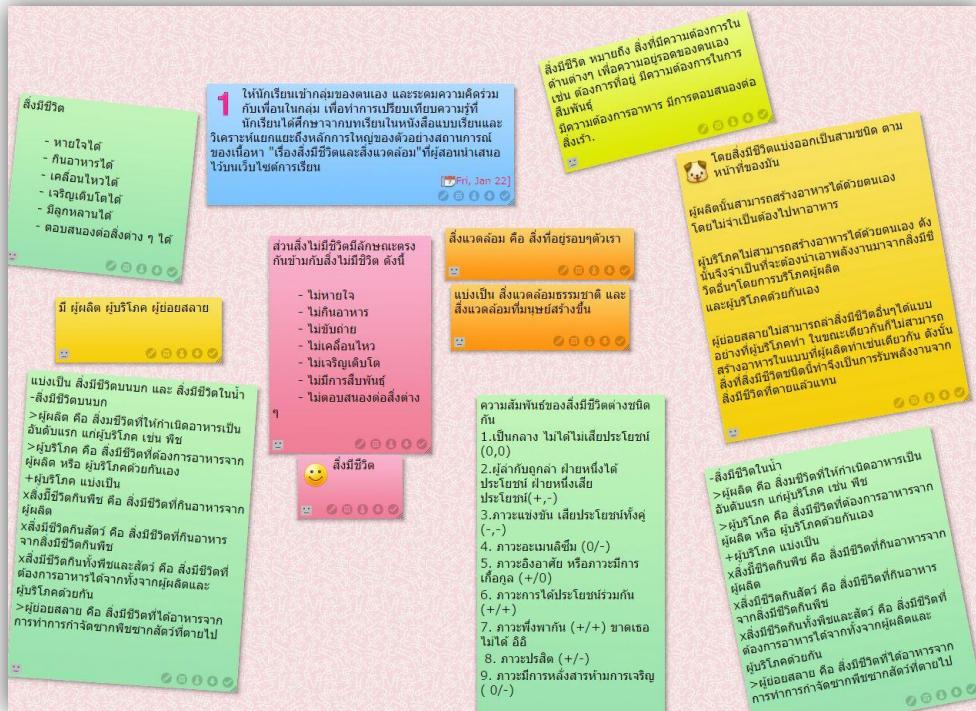 สิ่งมีชีวิต
- หายใจได้
- กินอาหารได้
- เคลื่อนไหวได้
- เจริญเติบโตได้
- มีลูกหลานได้
- ตอบสนองต่อสิ่งต่าง ๆ ได้
1 ให้นักเรียนเข้ากลุ่มของตนเอง และระดมความคิดร่วม
กับเพื่อนในกลุ่ม เพื่อทำการเปรียบเทียบความรู้ที่
นักเรียนได้ศึกษาจากบทเรียนในหนังสือแบบเรียนและ
วิเคราะห์แยกแยะถึงหลักการใหญ่ของตัวอย่างสถานการณ์
ของเนื้อหา "เรื่องสิ่งมีชีวิตและสิ่งแวดล้อม"ที่ผู้สอนนำเสนอ
ไว้บนเว็บไซต์การเรียน
[Fri, Jan 22]
สิ่งมีชีวิต หมายถึง สิ่งที่มีความต้องการใน
ด้านต่างๆ เพื่อความอยู่รอดของตนเอง
เช่น ต้องการที่อยู่ มีความต้องการในการ
สืบพันธุ์
มีความต้องการอาหาร มีการตอบสนองต่อ
สิ่งเร้า.
โดยสิ่งมีชีวิตแบ่งออกเป็นสามชนิด ตาม
หน้าที่ของมัน
ผู้ผลิตนั้นสามารถสร้างอาหารได้ด้วยตนเอง
โดยไม่จำเป็นต้องไปหาอาหาร
ผู้บริโภคไม่สามารถสร้างอาหารได้ด้วยตนเอง ดัง
นั้นจึงจำเป็นที่จะต้องนำเอาพลังงานมาจากสิ่งมีชี
วิตอื่นๆโดยการบริโภคผู้ผลิต
และผู้บริโภคด้วยกันเอง
ผู้ย่อยสลายไม่สามารถล่าสิ่งมีชีวิตอื่นๆได้แบบ
อย่างที่ผู้บริโภคทำ ในขณะเดียวกันก็ไม่สามารถ
สร้างอาหารในแบบที่ผู้ผลิตทำเช่นเดียวกัน ดังนั้น
สิ่งที่สิ่งมีชีวิตชนิดนี้ทำจึงเป็นการรับพลังงานจาก
สิ่งมีชีวิตที่ตายแล้วแทน
ส่วนสิ่งไม่มีชีวิตมีลักษณะตรง
กันข้ามกับสิ่งไม่มีชีวิต ดังนี้
- ไม่หายใจ
- ไม่กินอาหาร
- ไม่ขับถ่าย
- ไม่เคลื่อนไหว
- ไม่เจริญเติบโต
- ไม่มีการสืบพันธุ์
- ไม่ตอบสนองต่อสิ่งต่าง
ๆ
สิ่งแวดล้อม คือ สิ่งที่อยู่รอบๆตัวเรา
แบ่งเป็น สิ่งแวดล้อมธรรมชาติ และ
สิ่งแวดล้อมที่มนุษย์สร้างขึ้น
มี ผู้ผลิต ผู้บริโภค ผู้ย่อยสลาย
แบ่งเป็น สิ่งมีชีวิตบนบก และ สิ่งมีชีวิตในน้ำ
-สิ่งมีชีวิตบนบก
>ผู้ผลิต คือ สิ่งมชีวิตที่ให้กำเนิดอาหารเป็น
อันดับแรก แก่ผู้บริโภค เช่น พืช
>ผู้บริโภค คือ สิ่งมีชีวิตที่ต้องการอาหารจาก
ผู้ผลิต หรือ ผู้บริโภคด้วยกันเอง
+ผู้บริโภค แบ่งเป็น
xสิ่งมีชีวิตกินพืช คือ สิ่งมีชีวิตที่กินอาหารจาก
ผู้ผลิต
xสิ่งมีชีวิตกินสัตว์ คือ สิ่งมีชีวิตที่กินอาหาร
จากสิ่งมีชีวิตกินพืช
xสิ่งมีชีวิตกินทั้งพืชและสัตว์ คือ สิ่งมีชีวิตที่
ต้องการอาหารได้จากทั้งจากผู้ผลิตและ
ผู้บริโภคด้วยกัน
>ผู้ย่อยสลาย คือ สิ่งมีชีวิตที่ได้อาหารจาก
การทำการกำจัดซากพืชซากสัตว์ที่ตายไป
สิ่งมีชีวิต
ความสัมพันธ์ของสิ่งมีชีวิตต่างชนิด
กัน
1.เป็นกลาง ไม่ได้ไม่เสียประโยชน์
(0,0)
2.ผู้ล่ากับถูกล่า ฝ่ายหนึ่งได้
ประโยชน์ ฝ่ายหนึ่งเสีย
ประโยชน์(+,-)
3.ภาวะแข่งขัน เสียประโยชน์ทั้งคู่
(-,-)
4. ภาวะอะเมนลิซึม (0/-)
5. ภาวะอิงอาศัย หรือภาวะมีการ
เกื้อกูล (+/0)
6. ภาวะการได้ประโยชน์ร่วมกัน
(+/+)
7. ภาวะพึ่งพากัน (+/+) ขาดเธอ
ไม่ได้ อิอิ
8. ภาวะปรสิต (+/-)
9. ภาวะมีการหลั่งสารห้ามการเจริญ
( 0/-)
-สิ่งมีชีวิตในน้ำ
>ผู้ผลิต คือ สิ่งมชีวิตที่ให้กำเนิดอาหารเป็น
อันดับแรก แก่ผู้บริโภค เช่น พืช
>ผู้บริโภค คือ สิ่งมีชีวิตที่ต้องการอาหารจาก
ผู้ผลิต หรือ ผู้บริโภคด้วยกันเอง
+ผู้บริโภค แบ่งเป็น
xสิ่งมีชีวิตกินพืช คือ สิ่งมีชีวิตที่กินอาหารจาก
ผู้ผลิต
xสิ่งมีชีวิตกินสัตว์ คือ สิ่งมีชีวิตที่กินอาหาร
จากสิ่งมีชีวิตกินพืช
xสิ่งมีชีวิตกินทั้งพืชและสัตว์ คือ สิ่งมีชีวิตที่
ต้องการอาหารได้จากทั้งจากผู้ผลิตและ
ผู้บริโภคด้วยกัน
>ผู้ย่อยสลาย คือ สิ่งมีชีวิตที่ได้อาหารจาก
การทำการกำจัดซากพืชซากสัตว์ที่ตายไป